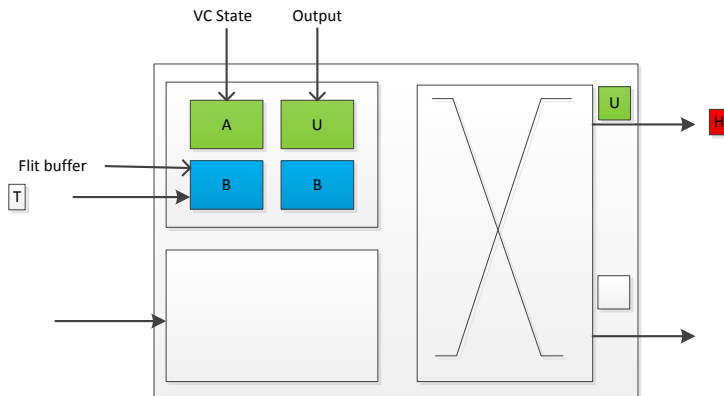 VC State Output
A U
U
H
Flit buffer
B B
T